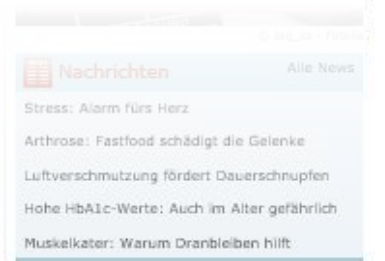 Nachrichten Alle News
Stress: Alarm fürs Herz
Arthrose: Fastfood schädigt die Gelenke
Luftverschmutzung fördert Dauerschnupfen
Hohe HbA1c-Werte: Auch im Alter gefährlich
Muskelkater: Warum Dranbleiben hilft